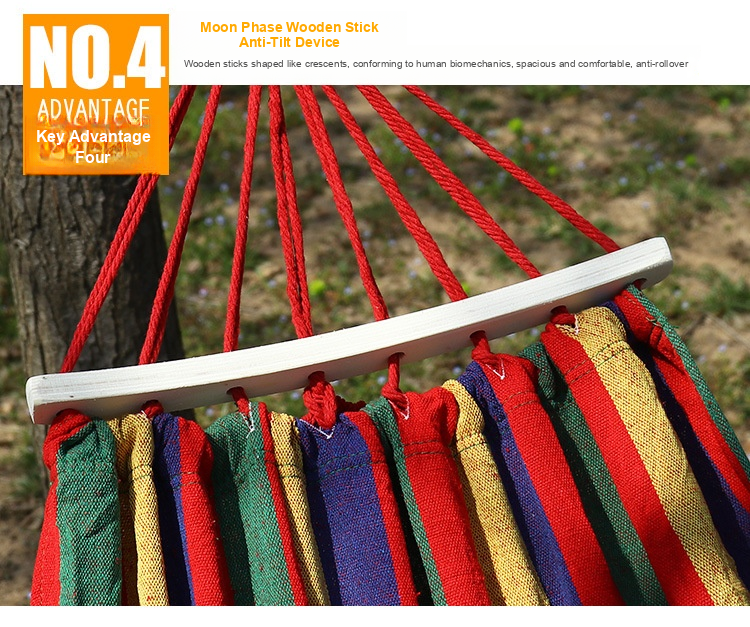 NO.4
ADVANTAGE
Key Advantage
Four
Moon Phase Wooden Stick
Anti-Tilt Device
Wooden sticks shaped like crescents, conforming to human biomechanics, spacious and comfortable, anti-rollover